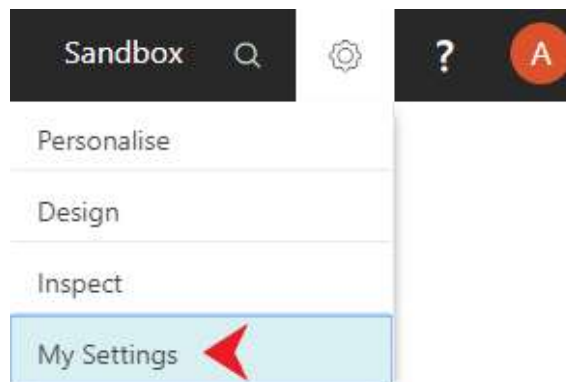 Sandbox ? A
Personalise
Design
Inspect
My Settings